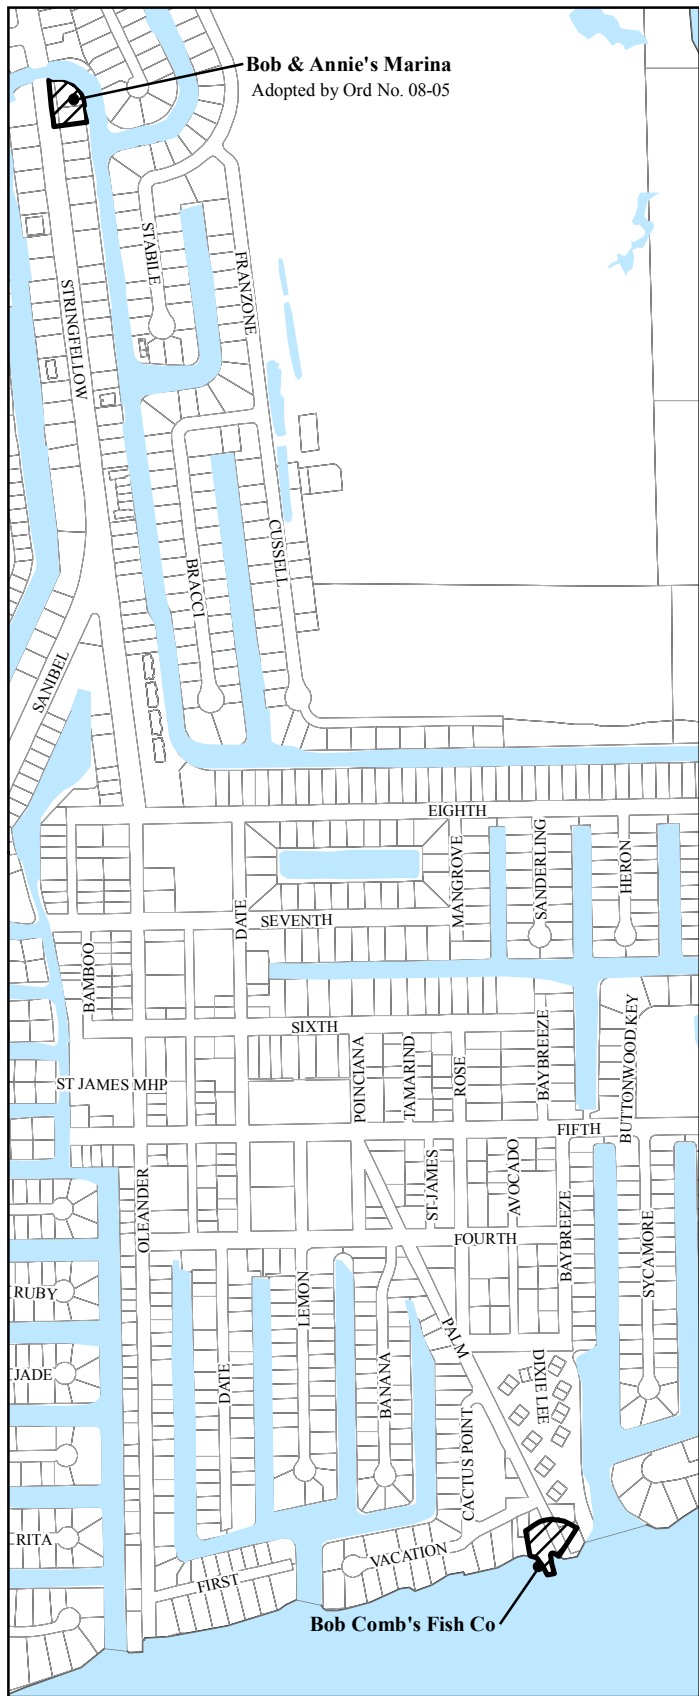 Bob & Annie's Marina
Adopted by Ord No. 08-05
STABILE
FRANZONE
STRINGFELLOW
CUSSELL
BRACCI
SANIBEL
EIGHTH
MANGROVE
SANDERLING
HERON
DATE
SEVENTH
BAMBOO
SIXTH
BAYBREEZE
BUTTONWOOD KEY
POINCIANA
TAMARIND
ROSE
ST JAMES MHP
FIFTH
OLEANDER
ST JAMES
AVOCADO
BAYBREEZE
SYCAMORE
FOURTH
RUBY
LEMON
PALM
JADE
DATE
BANANA
DIXIE LEE
CACTUS POINT
RITA
VACATION
FIRST
Bob Comb's Fish Co